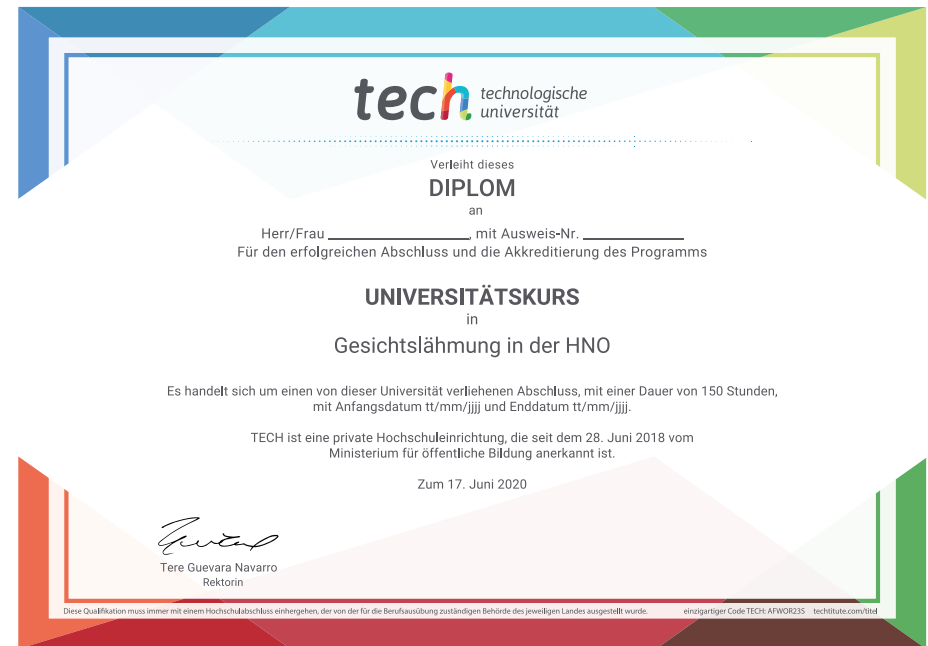 tech technologische
universität
Verleiht dieses
DIPLOM
an
Herr/Frau ____________, mit Ausweis-Nr. ____________
Für den erfolgreichen Abschluss und die Akkreditierung des Programms
UNIVERSITÄTSKURS
in
Gesichtslähmung in der HNO
Es handelt sich um einen von dieser Universität verliehenen Abschluss, mit einer Dauer von 150 Stunden,
mit Anfangsdatum tt/mm/jjjj und Enddatum tt/mm/jjjj.
TECH ist eine private Hochschuleinrichtung, die seit dem 28. Juni 2018 vom
Ministerium für öffentliche Bildung anerkannt ist.
Zum 17. Juni 2020
Tere Guevara Navarro
Rektorin
Diese Qualifikation muss immer mit einem Hochschulabschluss einhergehen, der von der für die Berufsausübung zuständigen Behörde des jeweiligen Landes ausgestellt wurde. einzigartiger Code TECH: AFWOR23S techtitute.com/titel